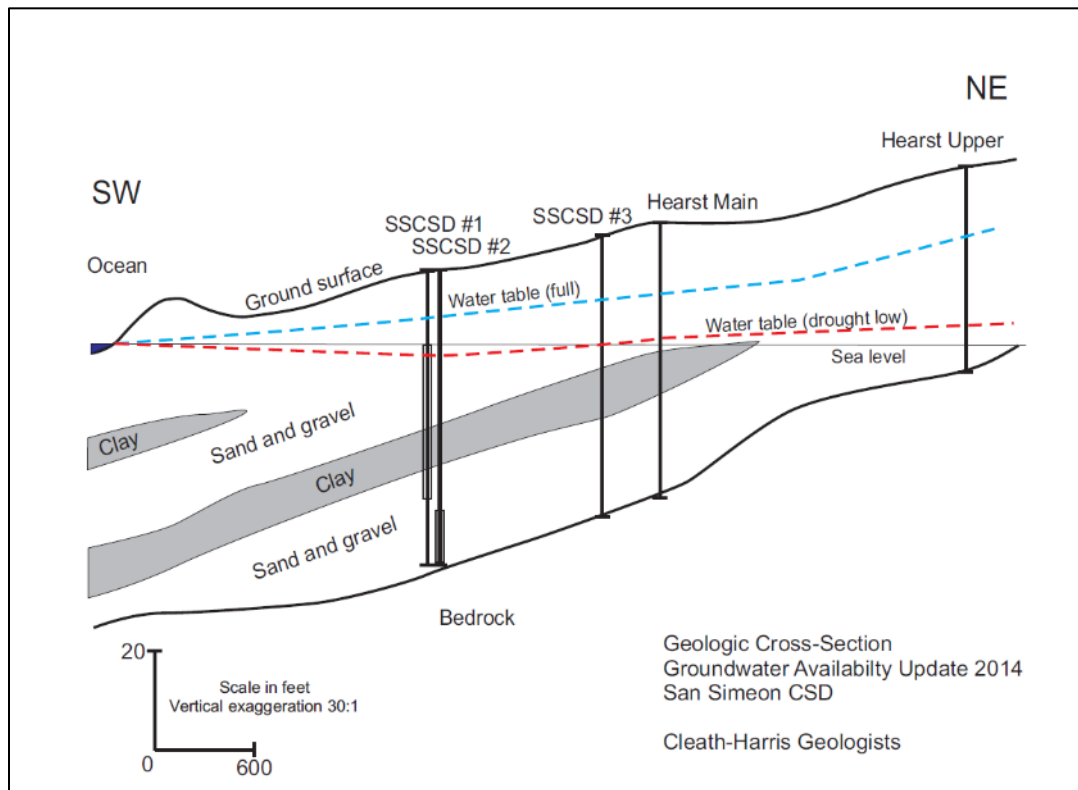 NE
Hearst Upper
SW
SSCSD #1
SSCSD #2
SSCSD #3
Hearst Main
Ocean
Ground surface
Water table (full)
Water table (drought low)
Sea level
Clay
Sand and gravel
Clay
Sand and gravel
Bedrock
20
Scale in feet
Vertical exaggeration 30:1
0
600
Geologic Cross-Section
Groundwater Availabilty Update 2014
San Simeon CSD
Cleath-Harris Geologists